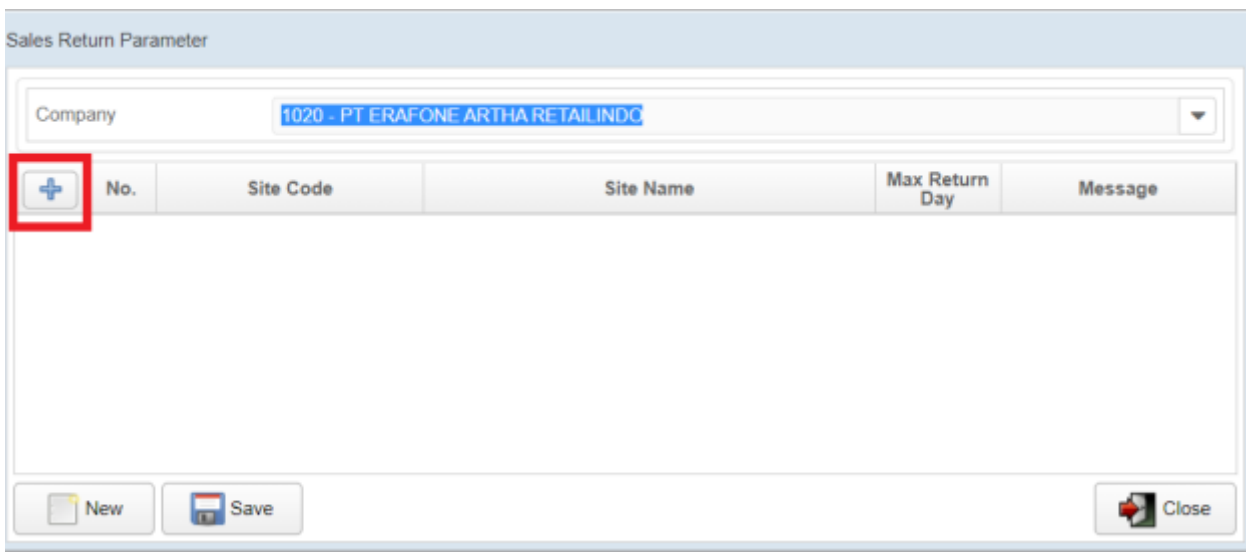 Sales Return Parameter
Company 1020 - PT ERAFONE ARTHA RETAILINDO
No. Site Code Site Name Max Return Day Message
New Save Close